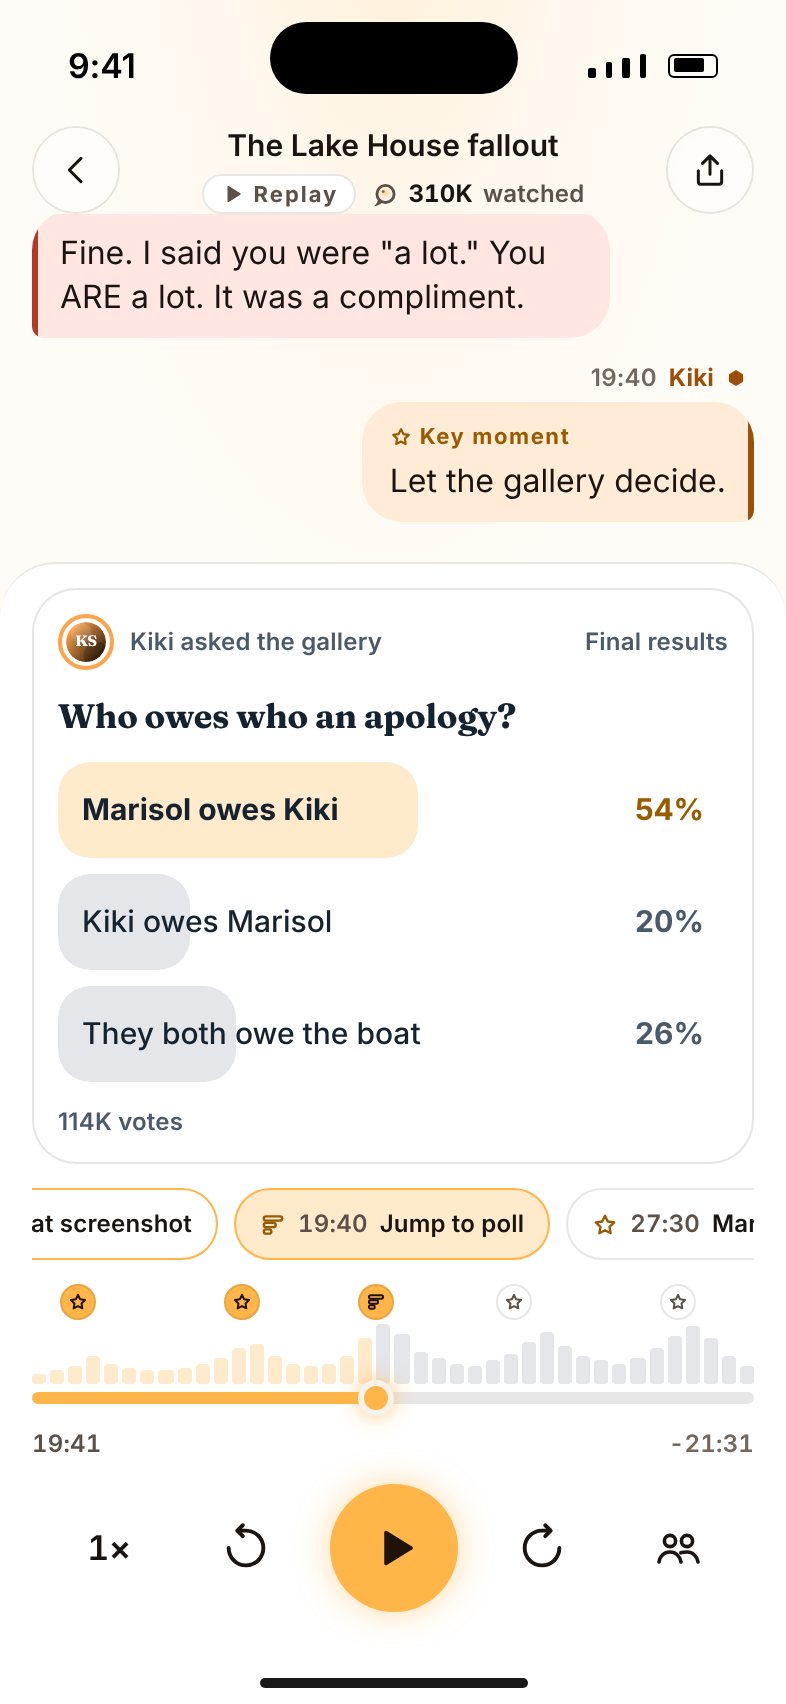 9:41
The Lake House fallout
Replay 310K watched
Fine. I said you were "a lot." You
ARE a lot. It was a compliment.
19:40 Kiki
Key moment
Let the gallery decide.
KS Kiki asked the gallery Final results
Who owes who an apology?
Marisol owes Kiki 54%
Kiki owes Marisol 20%
They both owe the boat 26%
114K votes
at screenshot 19:40 Jump to poll 27:30 Mar
19:41 -21:31
1×